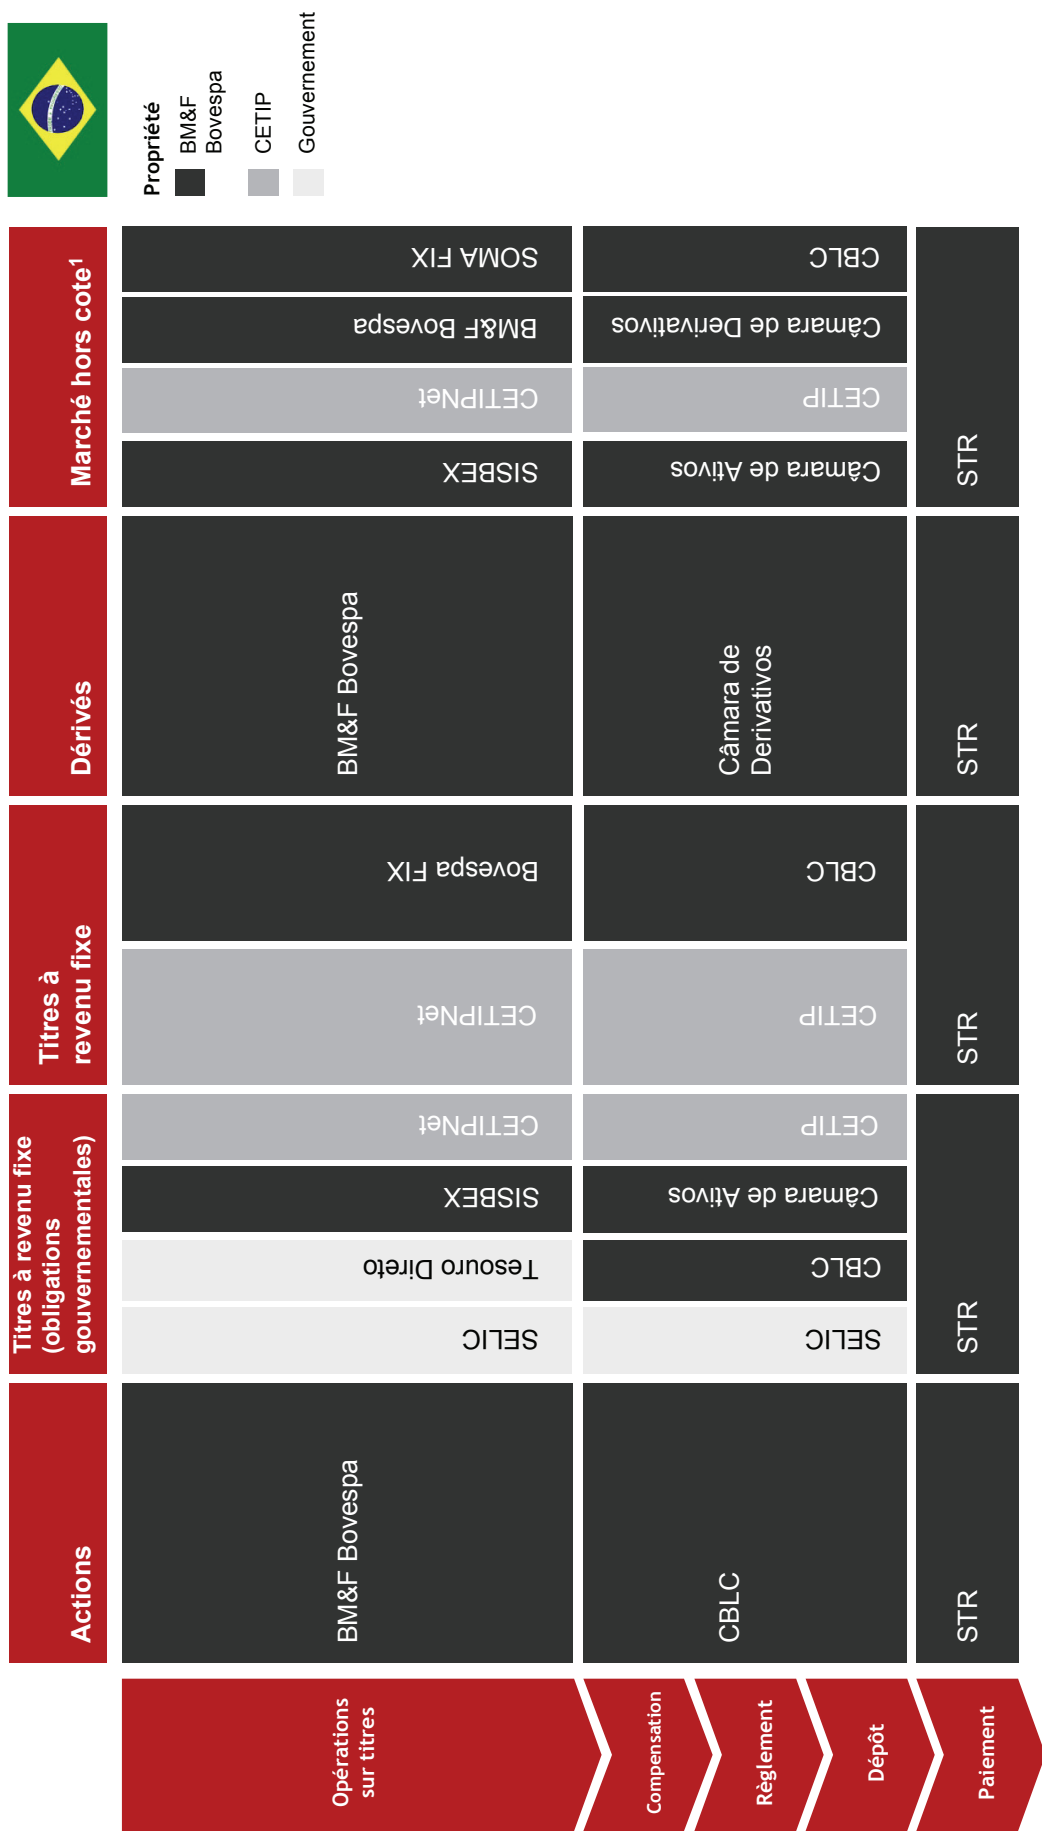 Propriété
BM&F
Bovespa
CETIP
Gouvernement
Actions
Titres à revenu fixe
(obligations
gouvernementales)
Titres à
revenu fixe
Dérivés
Marché hors cote¹
Opérations
sur titres
BM&F Bovespa
SELIC
Tesouro Direto
SISBEX
CETIPNet
CETIPNet
Bovespa FIX
BM&F Bovespa
SISBEX
CETIPNet
BM&F Bovespa
SOMA FIX
Compensation
Règlement
Dépôt
CBLC
SELIC
CBLC
Câmara de Ativos
CETIP
CETIP
CBLC
Câmara de
Derivativos
Câmara de Ativos
CETIP
Câmara de Derivativos
CBLC
Paiement
STR
STR
STR
STR
STR